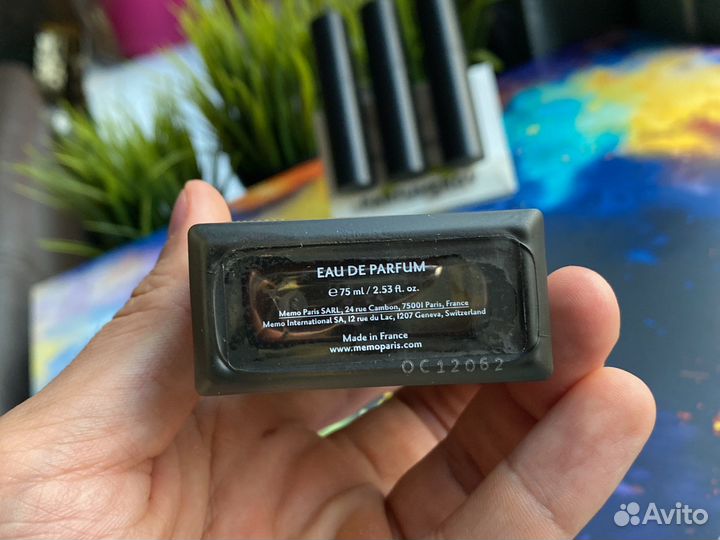 EAU DE PARFUM
℮ 75 ml / 2.53 fl. oz.
Memo Paris SARL, 24 rue Cambon, 75001 Paris, France
Memo International SA, 12 rue du Lac, 1207 Geneva, Switzerland
Made in France
www.memoparis.com
OC12062
Avito